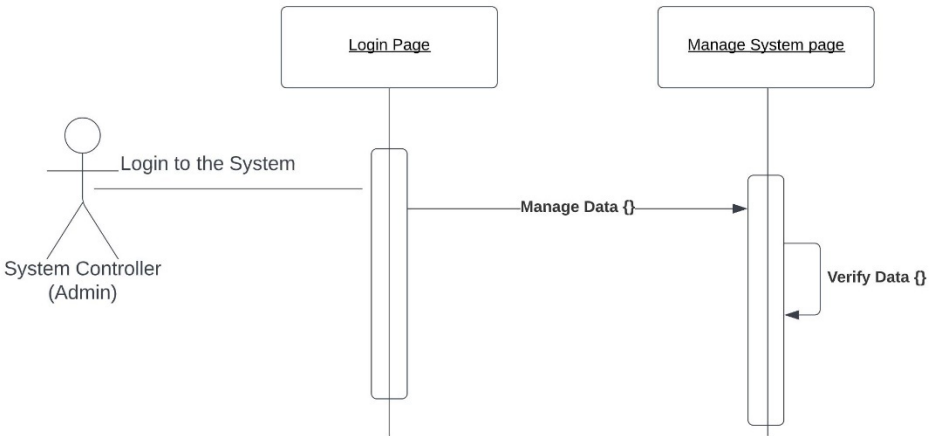 Login Page
Manage System page
Login to the System
Manage Data {}
System Controller
(Admin)
Verify Data {}